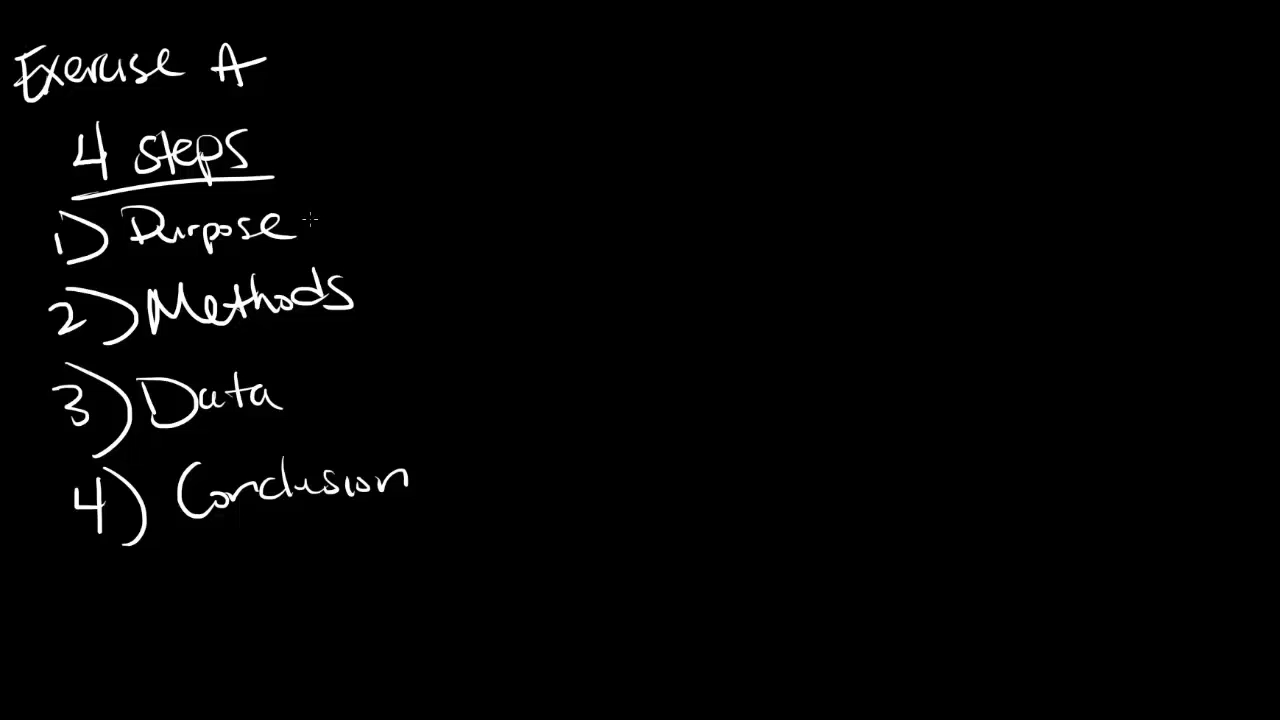 Exercise A
4 steps
1) Purpose
2) Methods
3) Data
4) Conclusion